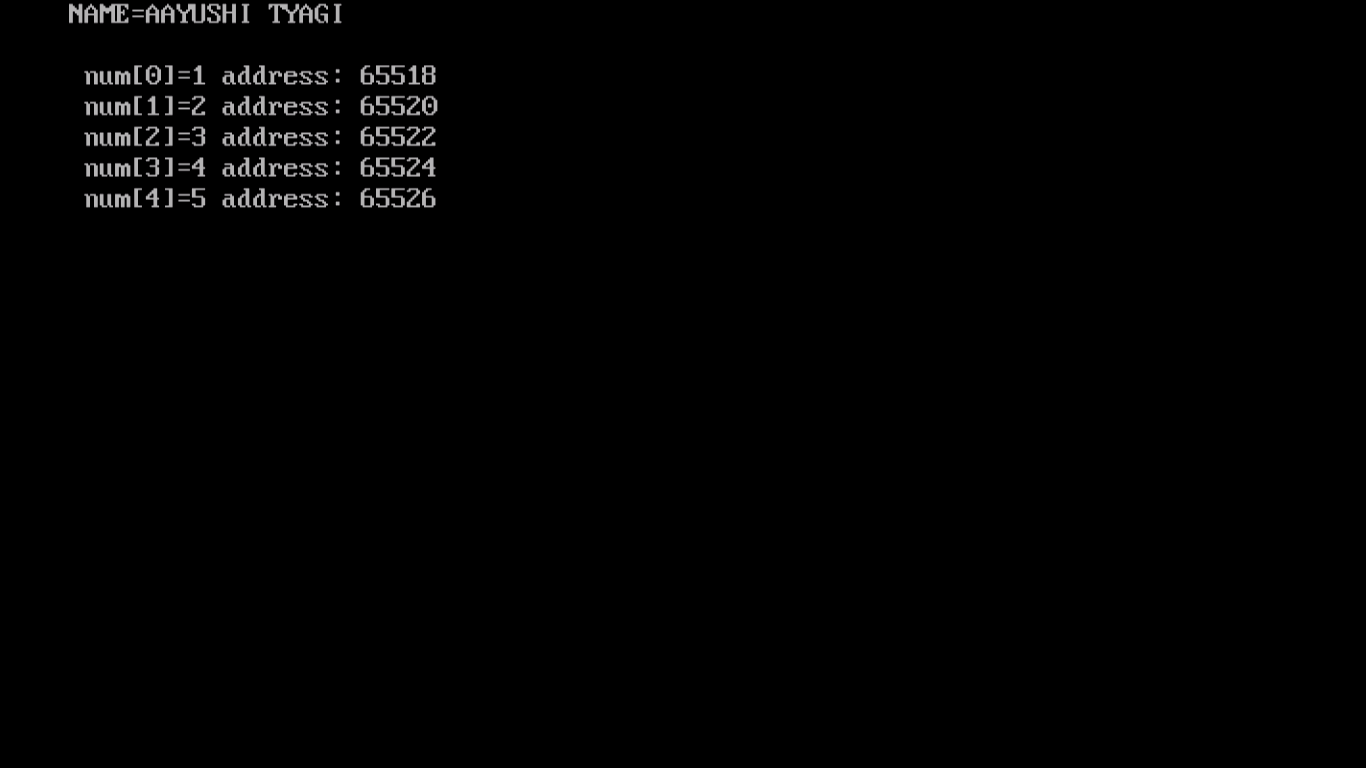 NAME=AAYUSHI TYAGI
num[0]=1 address: 65518
num[1]=2 address: 65520
num[2]=3 address: 65522
num[3]=4 address: 65524
num[4]=5 address: 65526